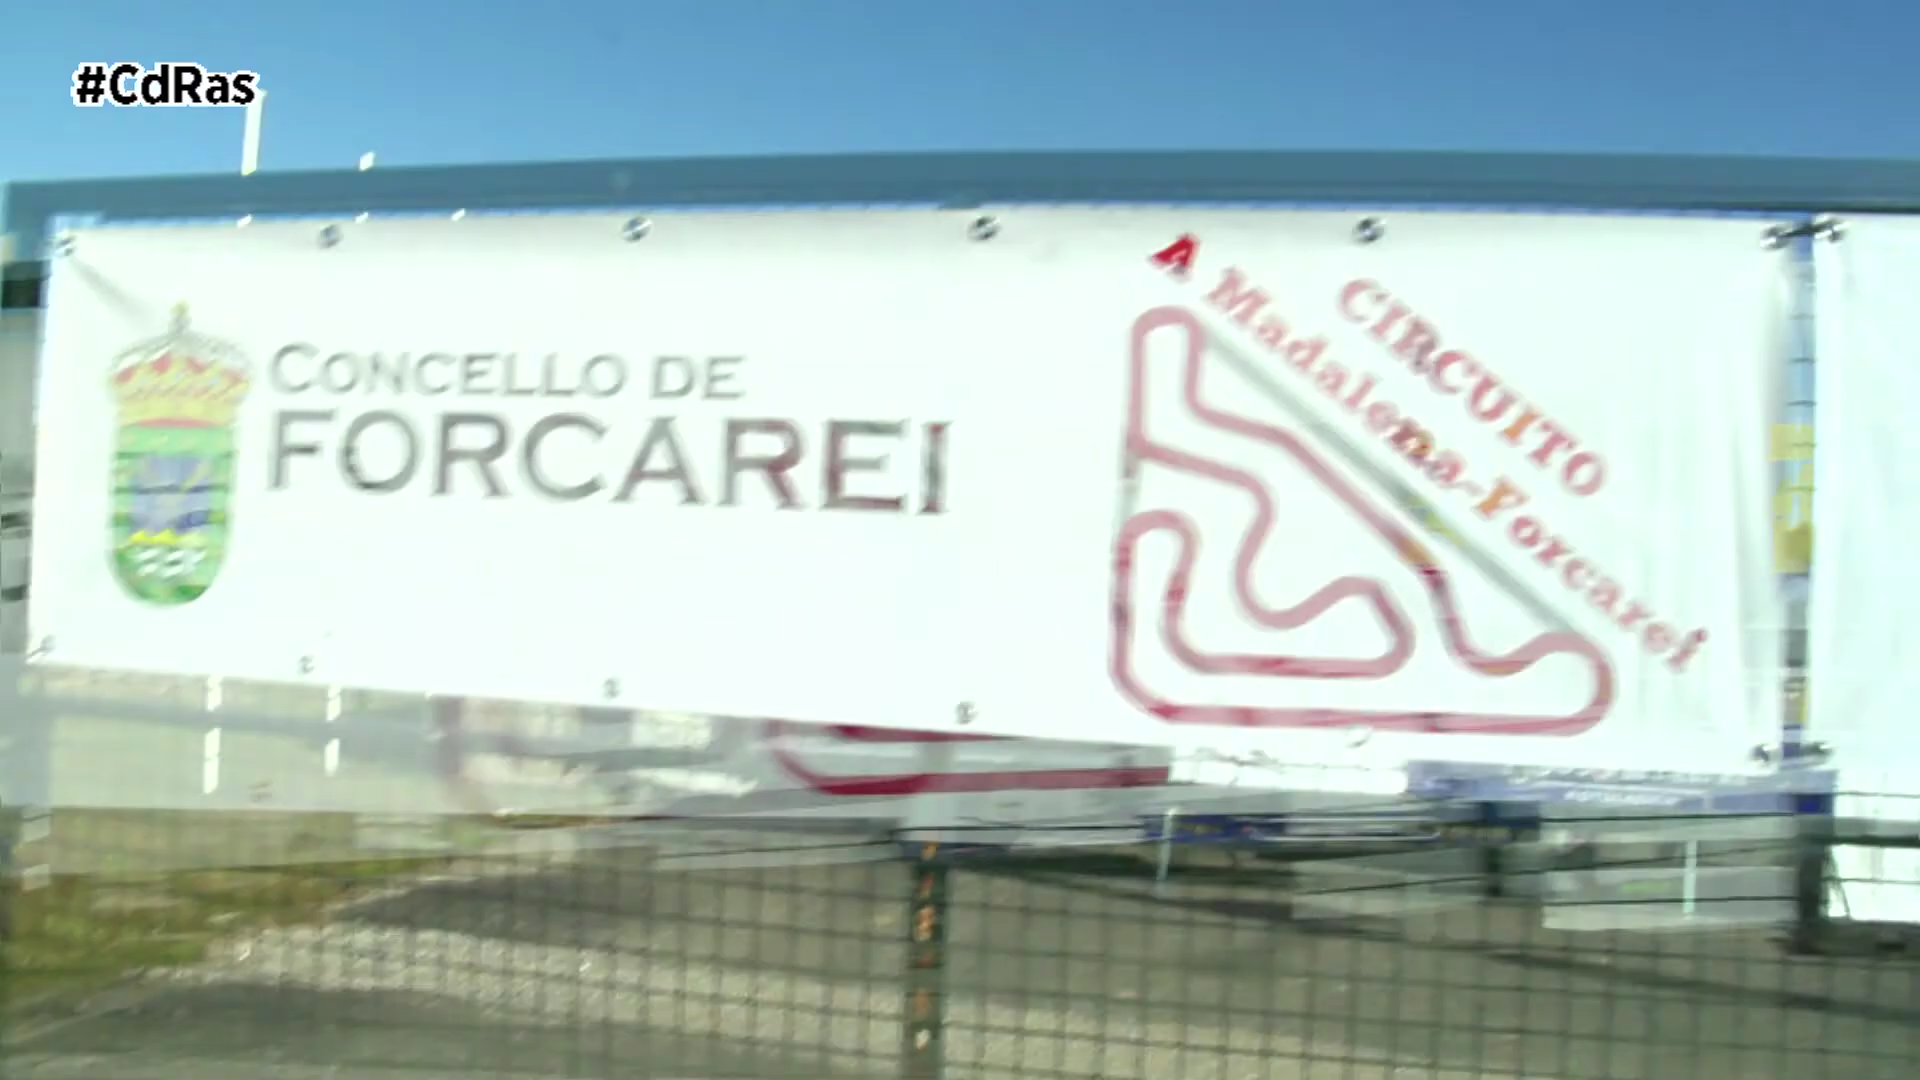 #CdRas
CONCELLO DE
FORCAREI
CIRCUITO
A Madalena-Forcarei